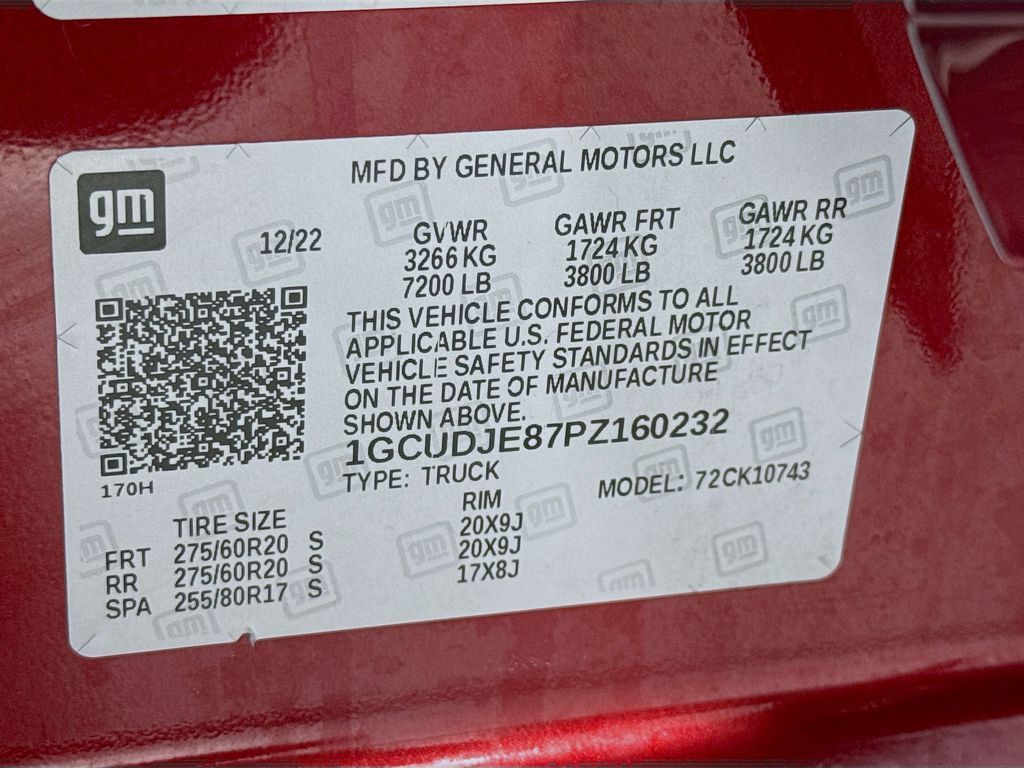 MFD BY GENERAL MOTORS LLC
gm
12/22
GVWR GAWR FRT GAWR RR
3266 KG 1724 KG 1724 KG
7200 LB 3800 LB 3800 LB
THIS VEHICLE CONFORMS TO ALL
APPLICABLE U.S. FEDERAL MOTOR
VEHICLE SAFETY STANDARDS IN EFFECT
ON THE DATE OF MANUFACTURE
SHOWN ABOVE.
1GCUDJE87PZ160232
170H
TYPE: TRUCK MODEL: 72CK10743
TIRE SIZE RIM
FRT 275/60R20 S 20X9J
RR 275/60R20 S 20X9J
SPA 255/80R17 S 17X8J